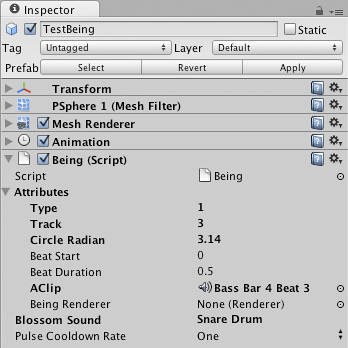 Inspector
TestBeing Static
Tag Untagged Layer Default
Prefab Select Revert Apply
Transform
PSphere 1 (Mesh Filter)
Mesh Renderer
Animation
Being (Script)
Script Being
Attributes
Type 1
Track 3
Circle Radian 3.14
Beat Start 0
Beat Duration 0.5
AClip Bass Bar 4 Beat 3
Being Renderer None (Renderer)
Blossom Sound Snare Drum
Pulse Cooldown Rate One